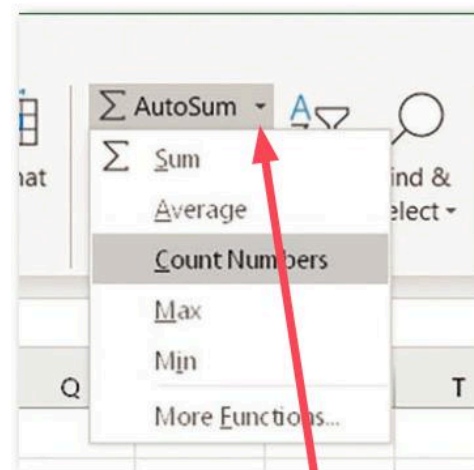 ∑ AutoSum
A
∑ Sum
Average
Count Numbers
Max
Min
More Functions...
nat
ind &
elect
Q
T